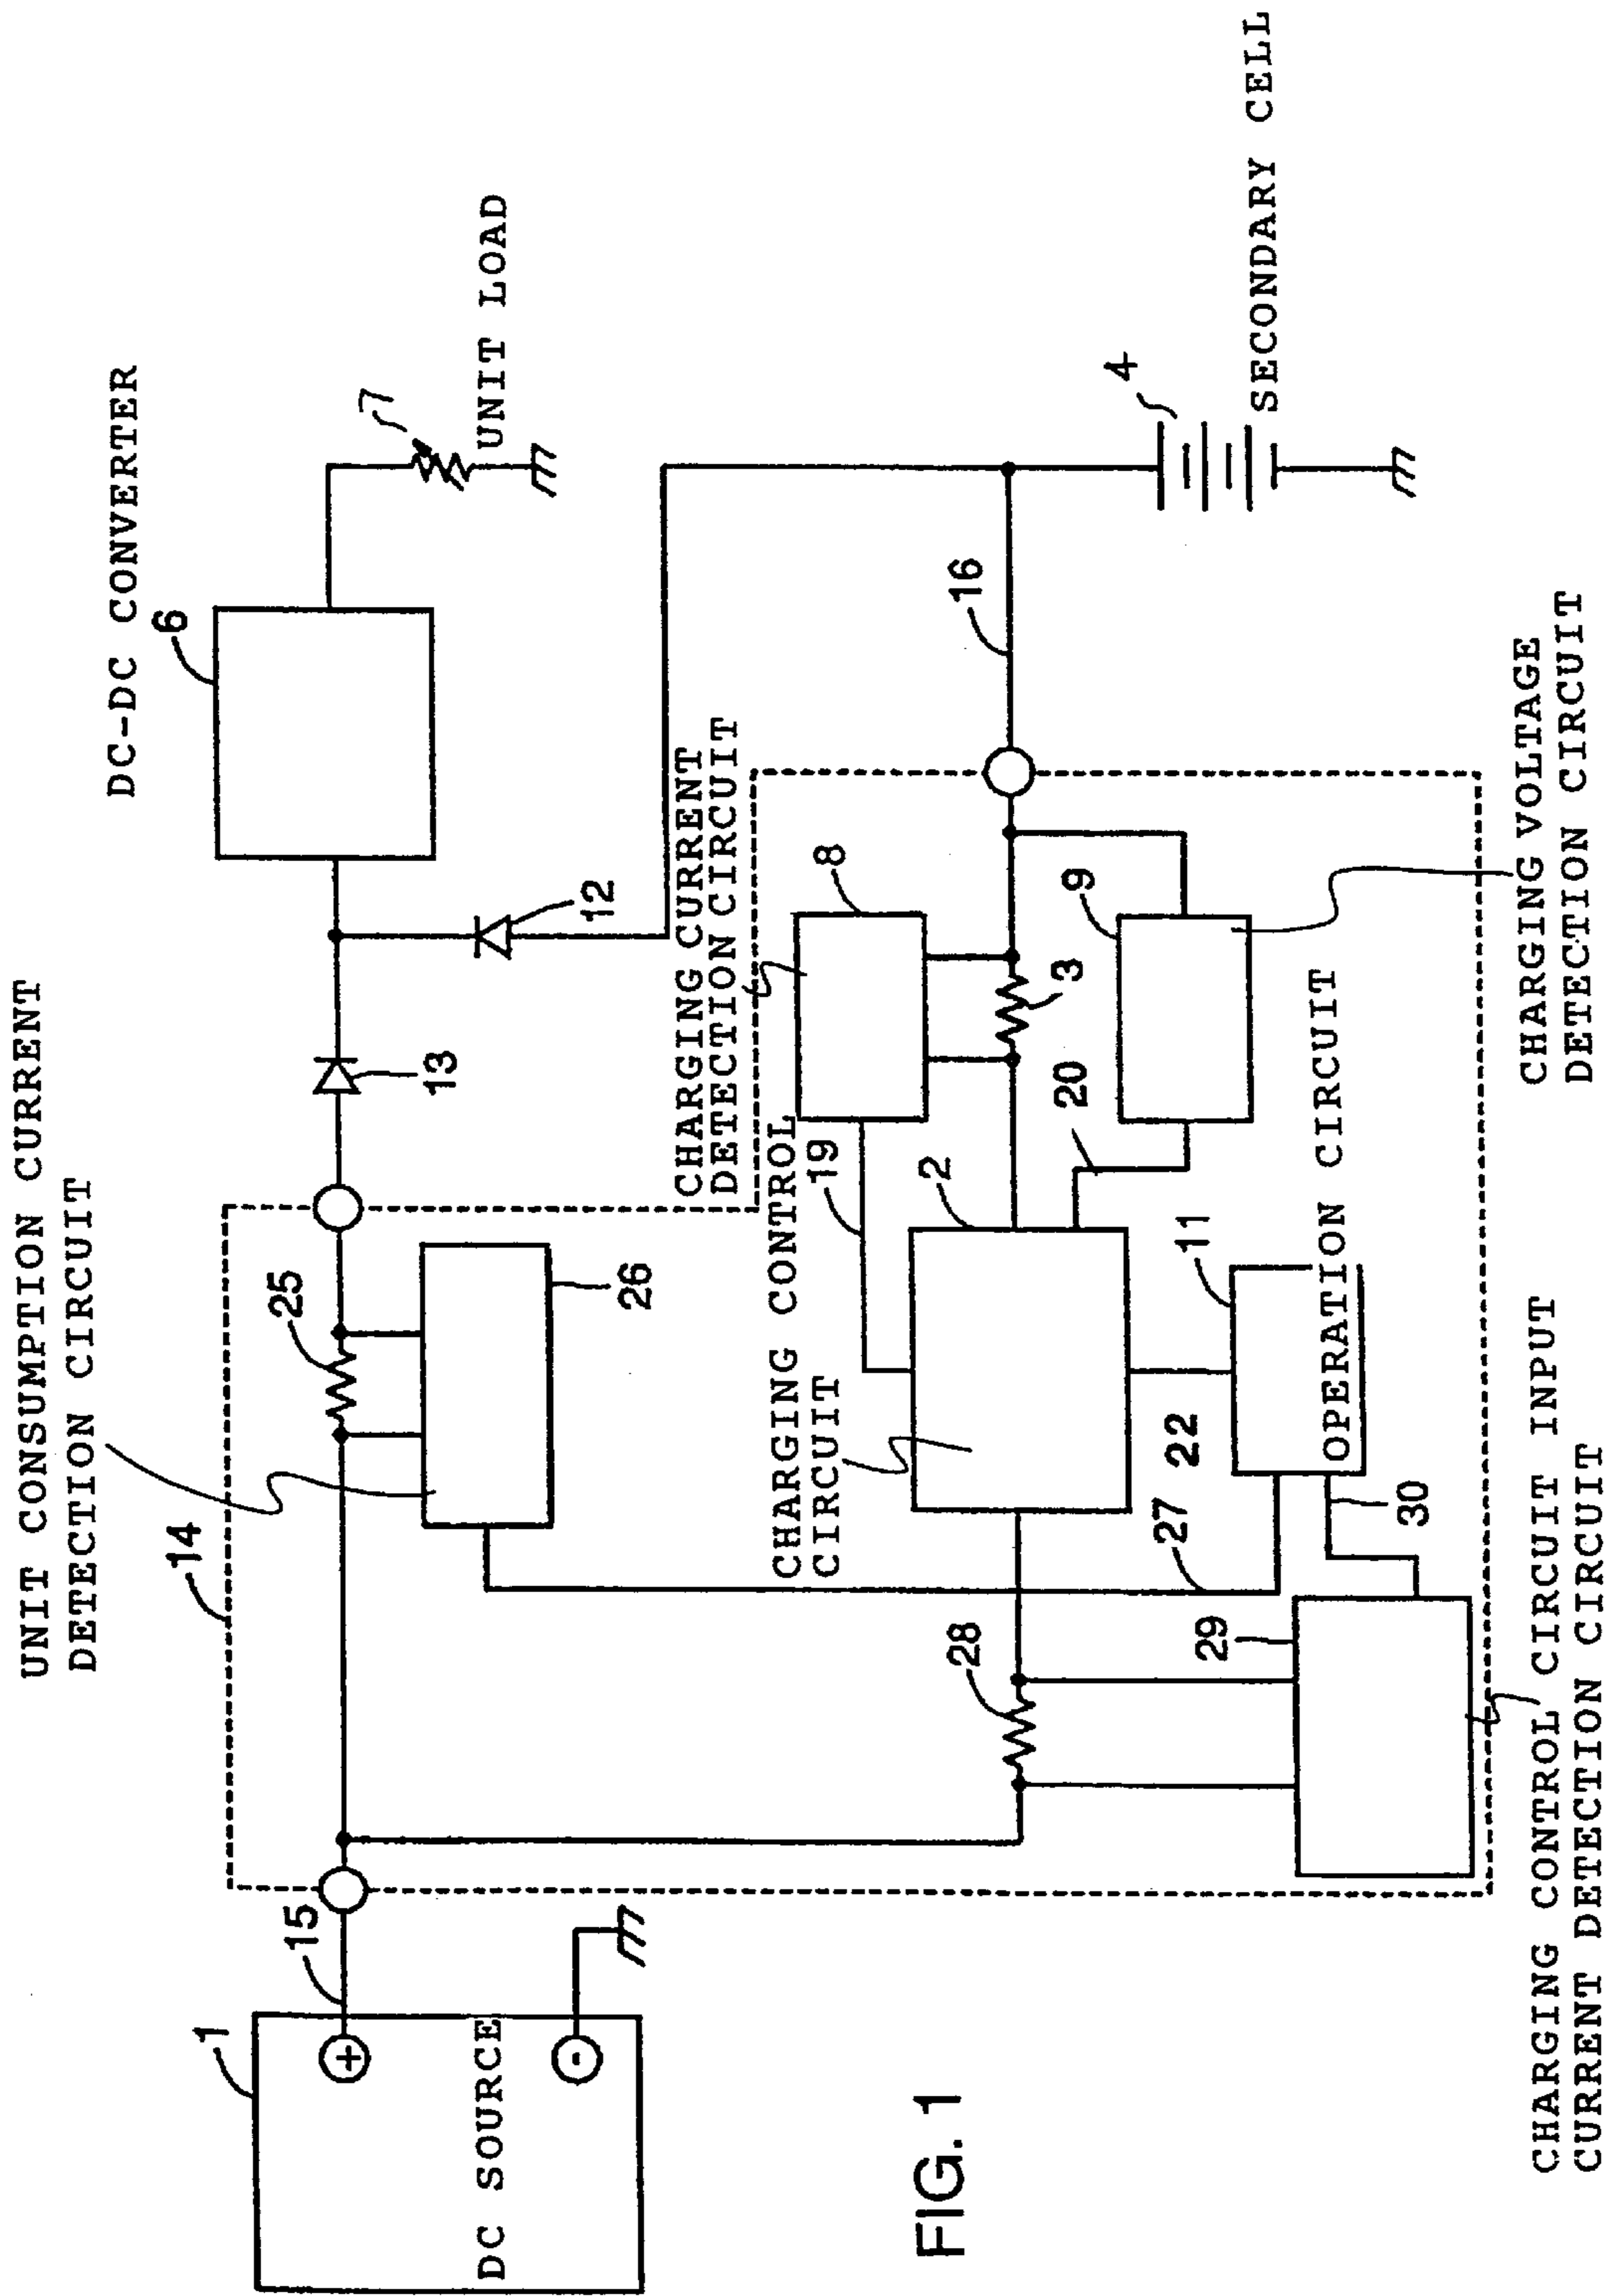 UNIT CONSUMPTION CURRENT
DETECTION CIRCUIT
DC-DC CONVERTER
6
7
UNIT LOAD
14
25
26
13
12
1
15
+
DC SOURCE
-
CHARGING CURRENT
DETECTION CIRCUIT
8
19
CHARGING CONTROL
CIRCUIT
2
3
16
4
SECONDARY CELL
20
9
28
27
22
11
OPERATION CIRCUIT
29
30
CHARGING VOLTAGE
DETECTION CIRCUIT
CHARGING CONTROL CIRCUIT INPUT
CURRENT DETECTION CIRCUIT
FIG. 1